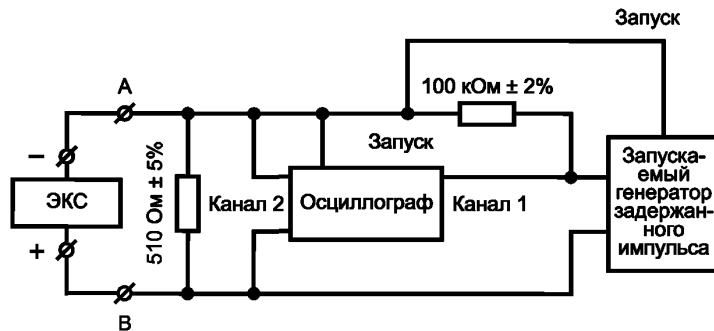 Запуск
100 кОм ± 2%
A
Запуск
–
ЭКС
+
510 Ом ± 5%
Канал 2
Осциллограф
Канал 1
Запуска-
емый
генератор
задержан-
ного
импульса
B